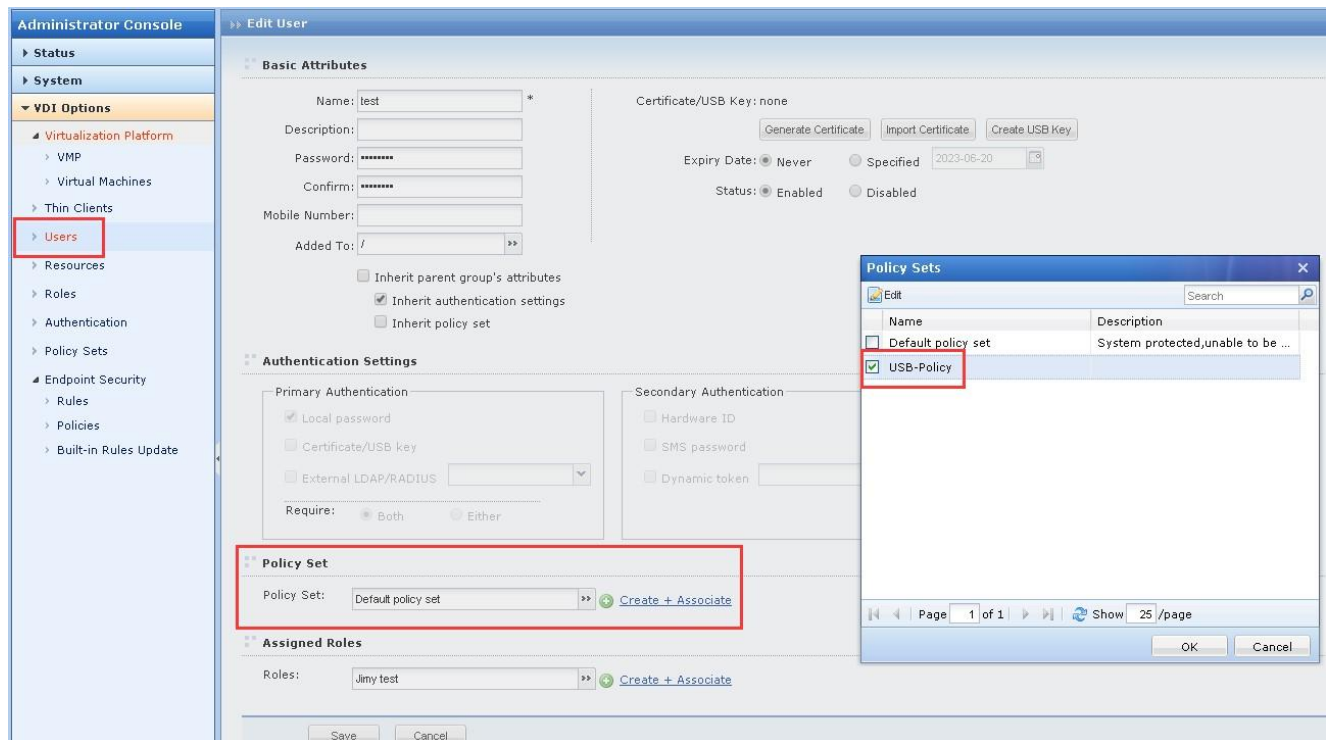 Administrator Console
Status
System
VDI Options
Virtualization Platform
VMP
Virtual Machines
Thin Clients
Users
Resources
Roles
Authentication
Policy Sets
Endpoint Security
Rules
Policies
Built-in Rules Update
Edit User
Basic Attributes
Name: test *
Description:
Password: ••••••••
Confirm: ••••••••
Mobile Number:
Added To: /
Inherit parent group's attributes
Inherit authentication settings
Inherit policy set
Certificate/USB Key: none
Generate Certificate Import Certificate Create USB Key
Expiry Date: Never Specified 2023-06-20
Status: Enabled Disabled
Authentication Settings
Primary Authentication
Local password
Certificate/USB key
External LDAP/RADIUS
Require: Both Either
Secondary Authentication
Hardware ID
SMS password
Dynamic token
Policy Set
Policy Set: Default policy set Create + Associate
Assigned Roles
Roles: Jimy test Create + Associate
Save Cancel
Policy Sets
Edit Search
Name Description
Default policy set System protected,unable to be ...
USB-Policy
Page 1 of 1 Show 25 /page
OK Cancel